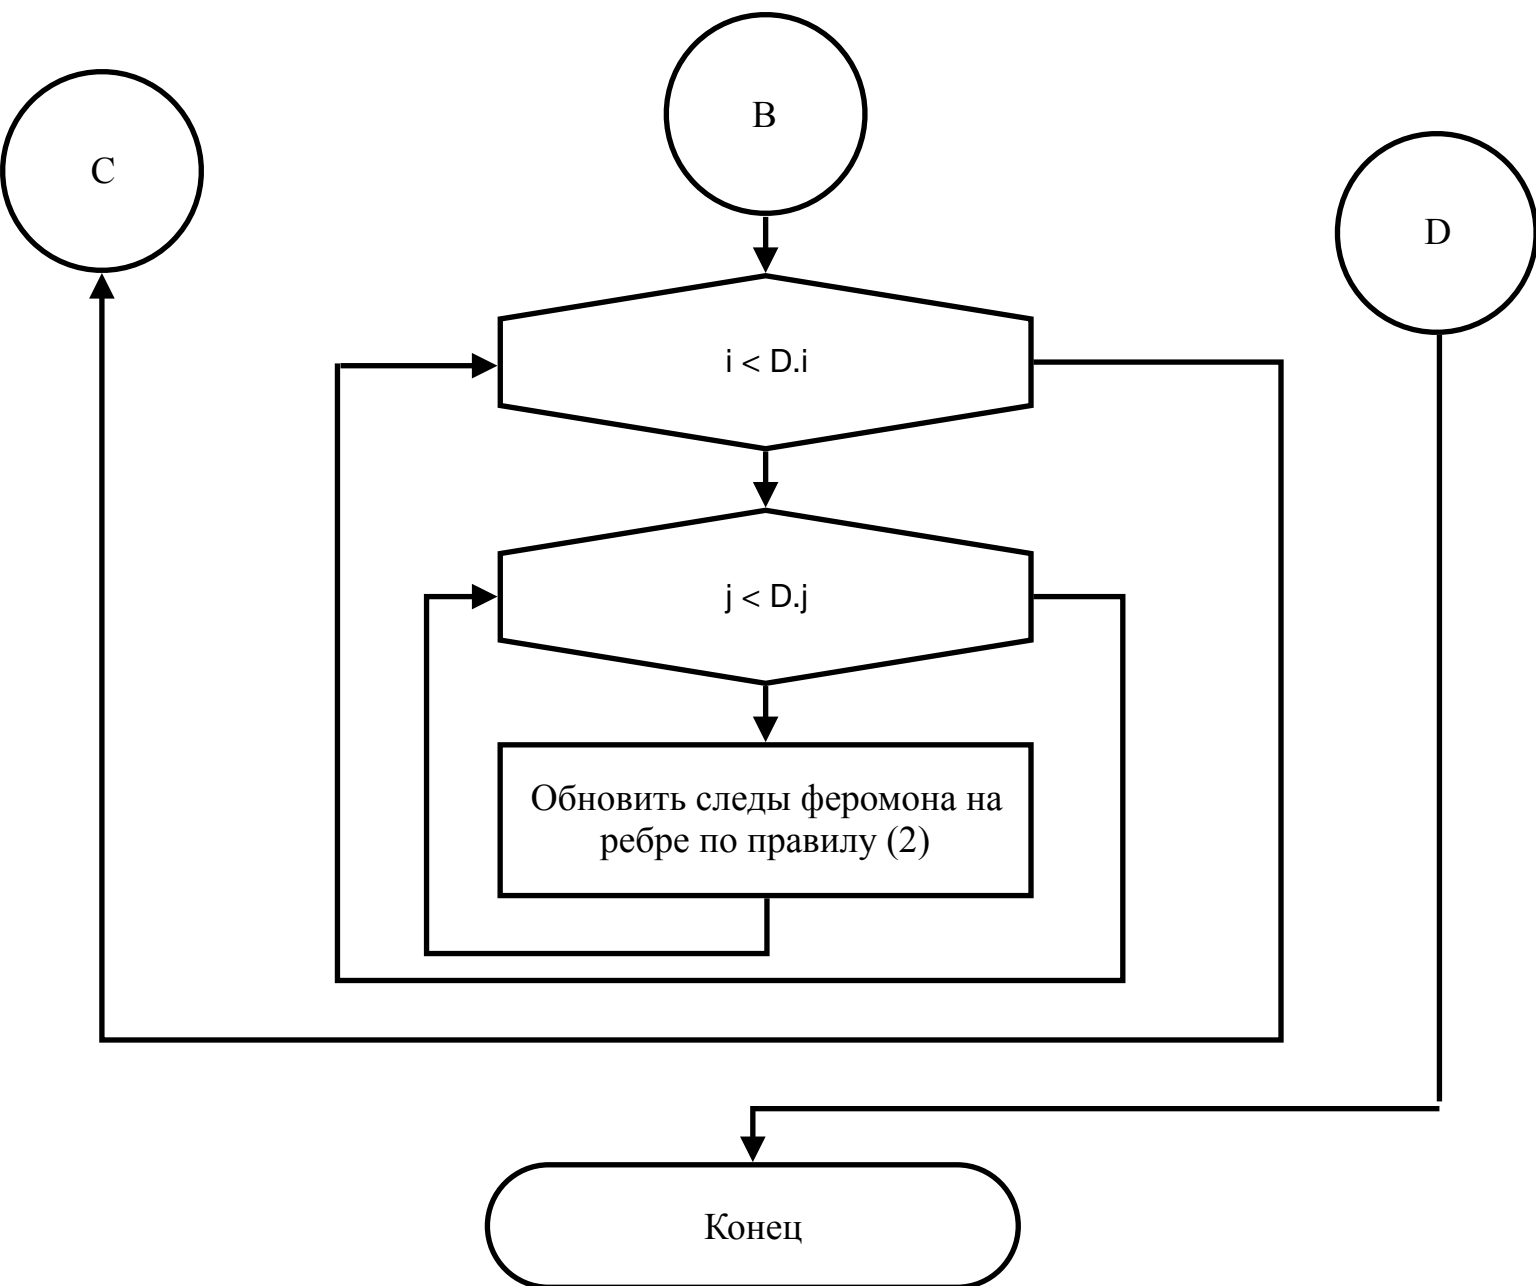 B
C
D
i < D.i
j < D.j
Обновить следы феромона на
ребре по правилу (2)
Конец